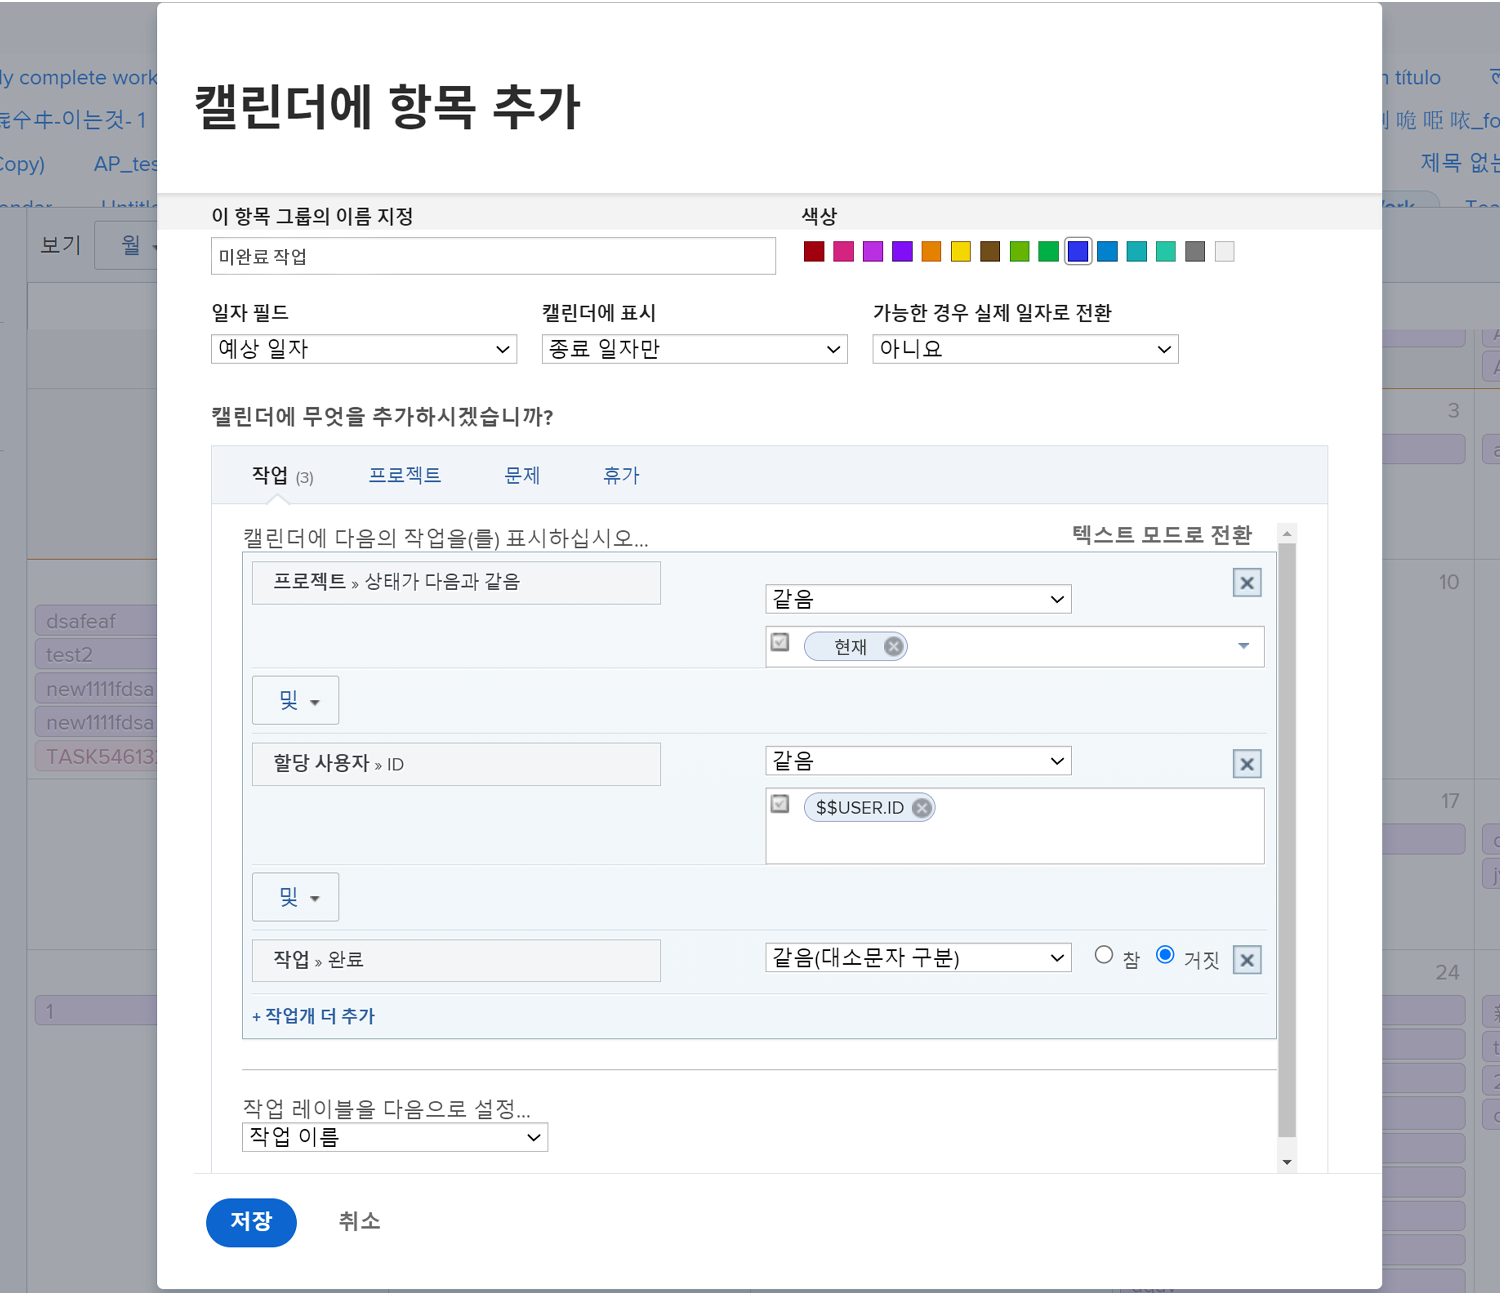 캘린더에 항목 추가
ly complete work
이는것- 1
Copy)
AP_tes
보기
월
n título
제목 없는
3
10
17
24
dsafeaf
test2
new1111fdsa
new1111fdsa
TASK54613
1
이 항목 그룹의 이름 지정
색상
미완료 작업
일자 필드
캘린더에 표시
가능한 경우 실제 일자로 전환
예상 일자
종료 일자만
아니요
캘린더에 무엇을 추가하시겠습니까?
작업 (3)
프로젝트
문제
휴가
캘린더에 다음의 작업을(를) 표시하십시오...
텍스트 모드로 전환
프로젝트 » 상태가 다음과 같음
같음
현재
및
할당 사용자 » ID
같음
$$USER.ID
및
작업 » 완료
같음(대소문자 구분)
참
거짓
+ 작업개 더 추가
작업 레이블을 다음으로 설정...
작업 이름
저장
취소